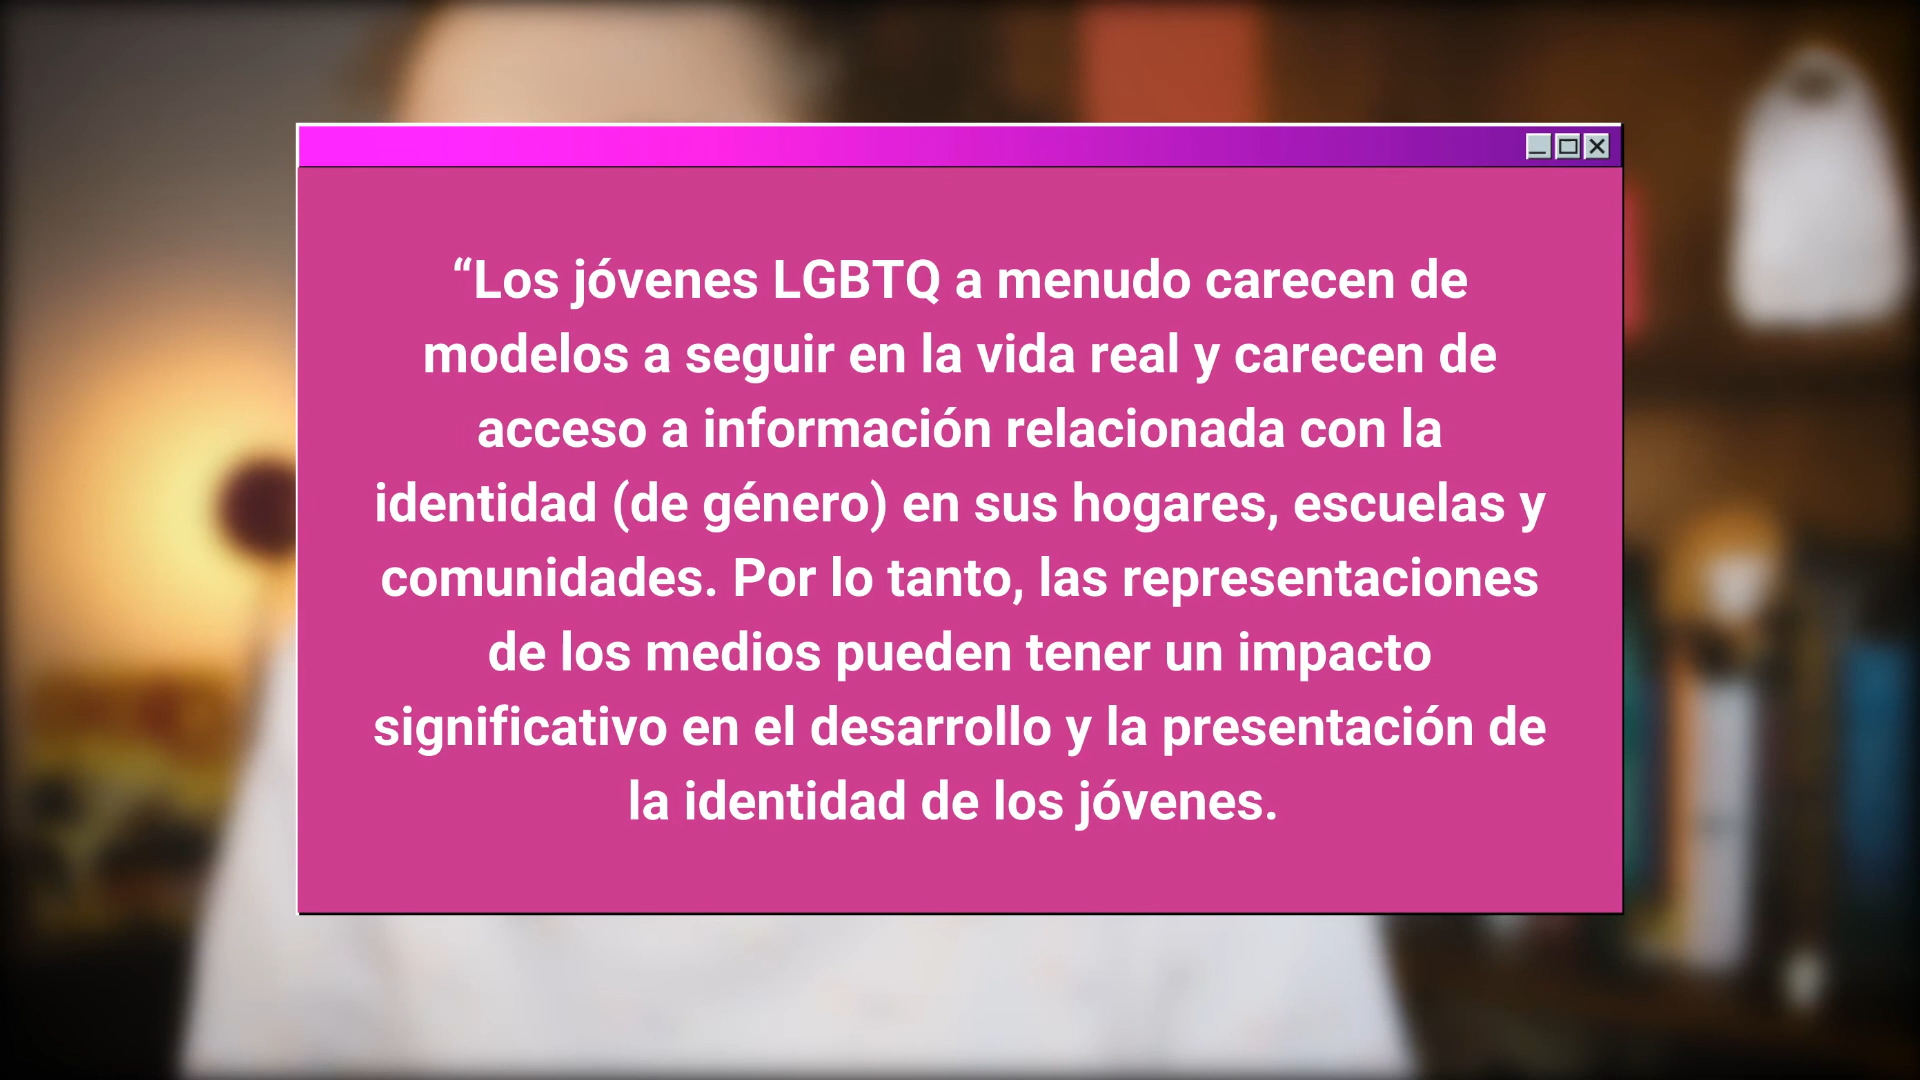 “Los jóvenes LGBTQ a menudo carecen de
modelos a seguir en la vida real y carecen de
acceso a información relacionada con la
identidad (de género) en sus hogares, escuelas y
comunidades. Por lo tanto, las representaciones
de los medios pueden tener un impacto
significativo en el desarrollo y la presentación de
la identidad de los jóvenes.